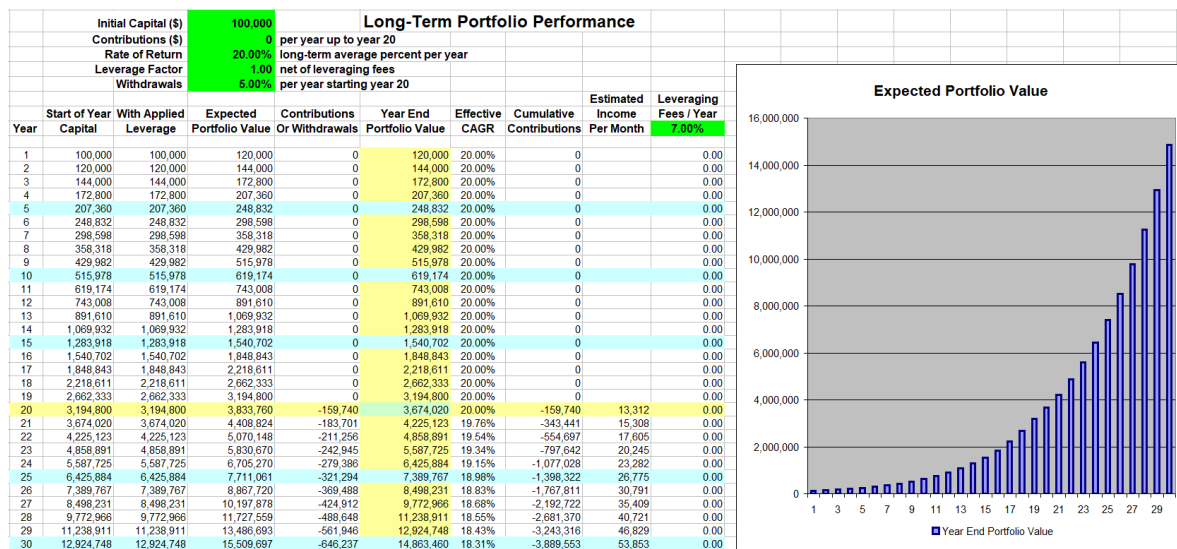 Initial Capital ($) 100,000 Long-Term Portfolio Performance
Contributions ($) 0 per year up to year 20
Rate of Return 20.00% long-term average percent per year
Leverage Factor 1.00 net of leveraging fees
Withdrawals 5.00% per year starting year 20
Estimated Leveraging
Start of Year With Applied Expected Contributions Year End Effective Cumulative Income Fees / Year
Year Capital Leverage Portfolio Value Or Withdrawals Portfolio Value CAGR Contributions Per Month 7.00%
1 100,000 100,000 120,000 0 120,000 20.00% 0 0.00
2 120,000 120,000 144,000 0 144,000 20.00% 0 0.00
3 144,000 144,000 172,800 0 172,800 20.00% 0 0.00
4 172,800 172,800 207,360 0 207,360 20.00% 0 0.00
5 207,360 207,360 248,832 0 248,832 20.00% 0 0.00
6 248,832 248,832 298,598 0 298,598 20.00% 0 0.00
7 298,598 298,598 358,318 0 358,318 20.00% 0 0.00
8 358,318 358,318 429,982 0 429,982 20.00% 0 0.00
9 429,982 429,982 515,978 0 515,978 20.00% 0 0.00
10 515,978 515,978 619,174 0 619,174 20.00% 0 0.00
11 619,174 619,174 743,008 0 743,008 20.00% 0 0.00
12 743,008 743,008 891,610 0 891,610 20.00% 0 0.00
13 891,610 891,610 1,069,932 0 1,069,932 20.00% 0 0.00
14 1,069,932 1,069,932 1,283,918 0 1,283,918 20.00% 0 0.00
15 1,283,918 1,283,918 1,540,702 0 1,540,702 20.00% 0 0.00
16 1,540,702 1,540,702 1,848,843 0 1,848,843 20.00% 0 0.00
17 1,848,843 1,848,843 2,218,611 0 2,218,611 20.00% 0 0.00
18 2,218,611 2,218,611 2,662,333 0 2,662,333 20.00% 0 0.00
19 2,662,333 2,662,333 3,194,800 0 3,194,800 20.00% 0 0.00
20 3,194,800 3,194,800 3,833,760 -159,740 3,674,020 20.00% -159,740 13,312 0.00
21 3,674,020 3,674,020 4,408,824 -183,701 4,225,123 19.76% -343,441 15,308 0.00
22 4,225,123 4,225,123 5,070,148 -211,256 4,858,891 19.54% -554,697 17,605 0.00
23 4,858,891 4,858,891 5,830,670 -242,945 5,587,725 19.34% -797,642 20,245 0.00
24 5,587,725 5,587,725 6,705,270 -279,386 6,425,884 19.15% -1,077,028 23,282 0.00
25 6,425,884 6,425,884 7,711,061 -321,294 7,389,767 18.98% -1,398,322 26,775 0.00
26 7,389,767 7,389,767 8,867,720 -369,488 8,498,231 18.83% -1,767,811 30,791 0.00
27 8,498,231 8,498,231 10,197,878 -424,912 9,772,966 18.68% -2,192,722 35,409 0.00
28 9,772,966 9,772,966 11,727,559 -488,648 11,238,911 18.55% -2,681,370 40,721 0.00
29 11,238,911 11,238,911 13,486,693 -561,946 12,924,748 18.43% -3,243,316 46,829 0.00
30 12,924,748 12,924,748 15,509,697 -646,237 14,863,460 18.31% -3,889,553 53,853 0.00
Expected Portfolio Value
16,000,000
14,000,000
12,000,000
10,000,000
8,000,000
6,000,000
4,000,000
2,000,000
0
1 3 5 7 9 11 13 15 17 19 21 23 25 27 29
Year End Portfolio Value